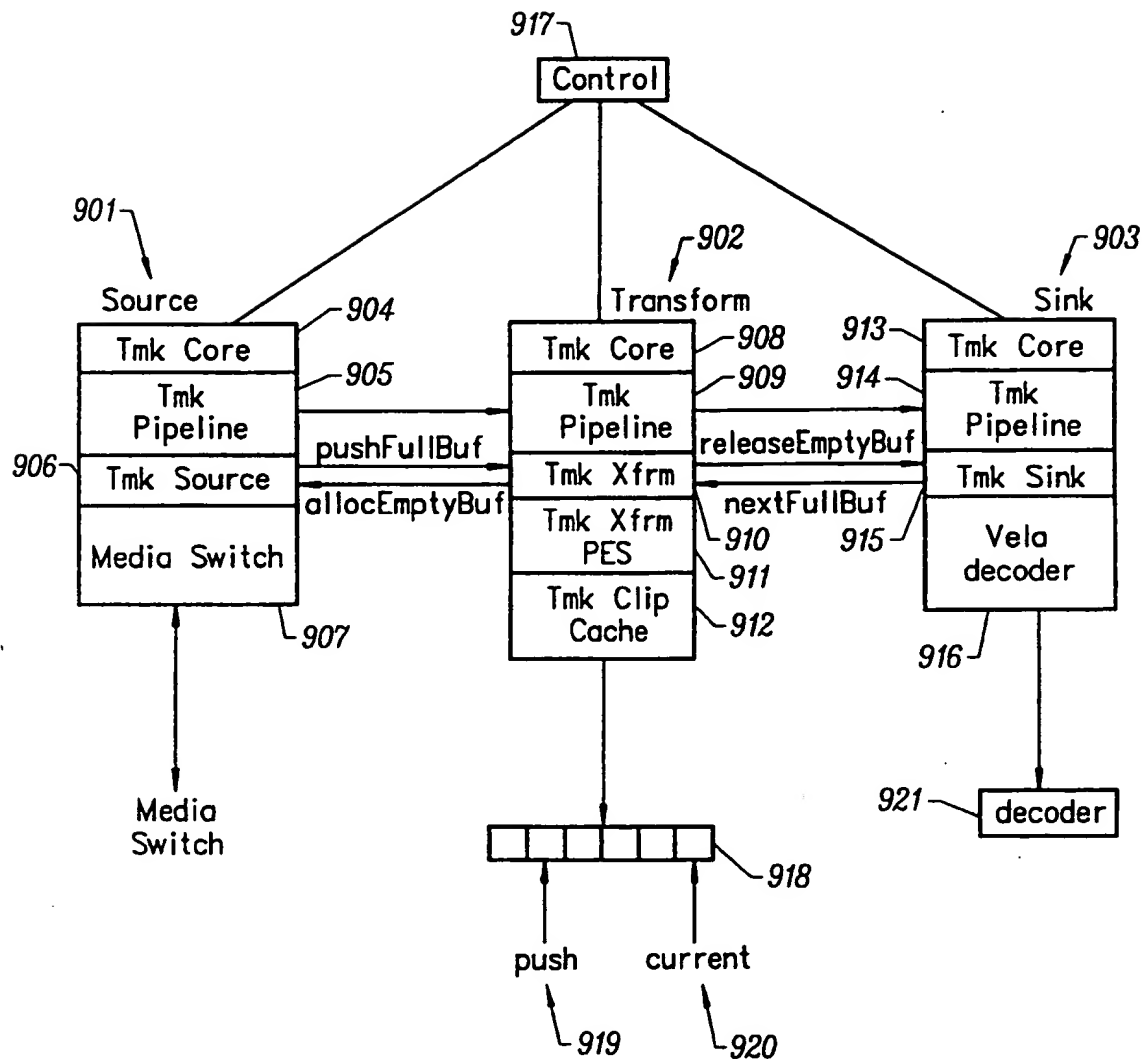 917
Control
901
902
903
Source
Transform
Sink
904
Tmk Core
905
Tmk
Pipeline
906
Tmk Source
Media Switch
907
pushFullBuf
allocEmptyBuf
908
Tmk Core
909
Tmk
Pipeline
Tmk Xfrm
910
Tmk Xfrm
PES
911
Tmk Clip
Cache
912
releaseEmptyBuf
nextFullBuf
913
Tmk Core
914
Tmk
Pipeline
Tmk Sink
915
Vela
decoder
916
Media
Switch
918
921
decoder
push
current
919
920